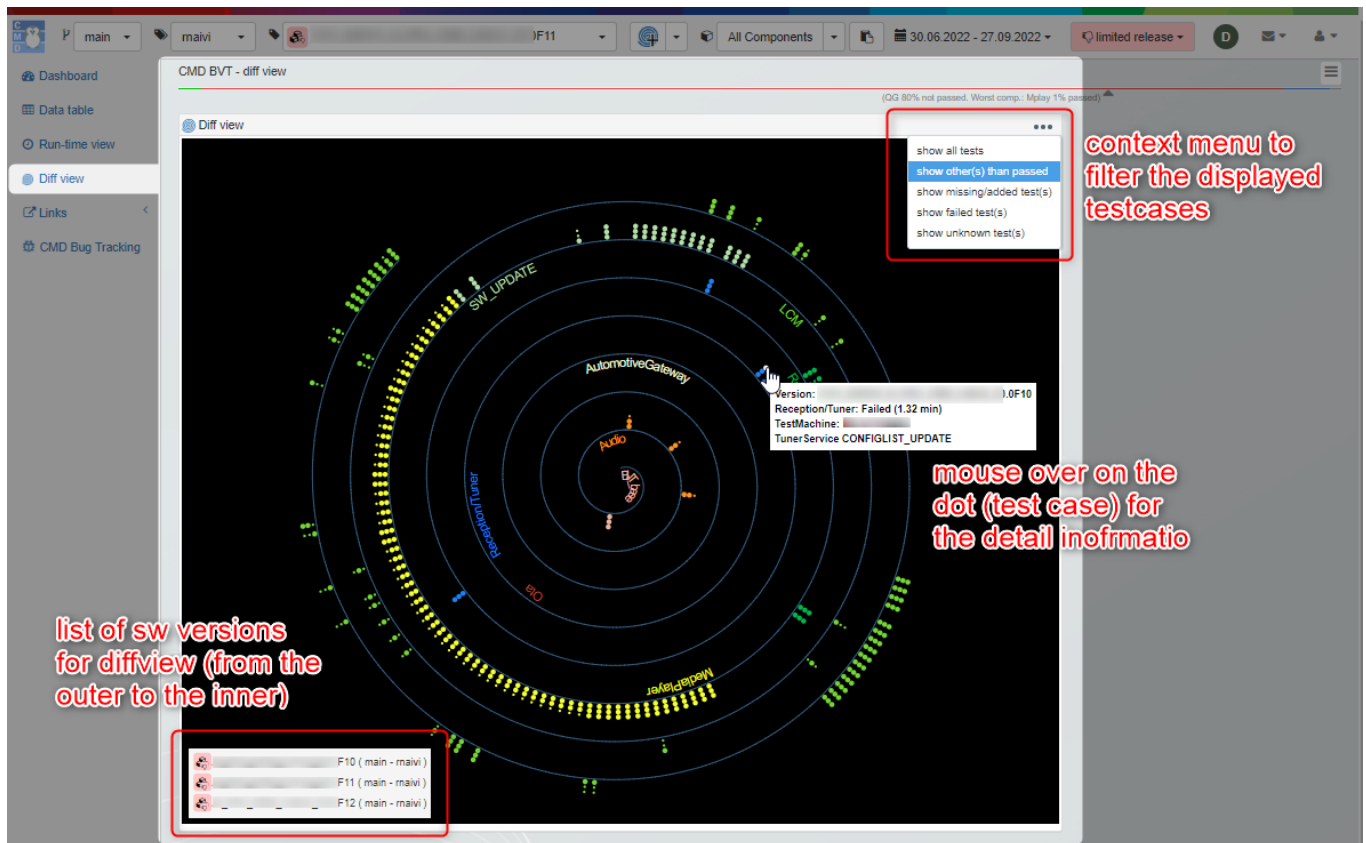 C
M
D
main
rnaivi
F11
All Components
30.06.2022 - 27.09.2022
limited release
D
Dashboard
Data table
Run-time view
Diff view
Links
CMD Bug Tracking
CMD BVT - diff view
(QG 80% not passed. Worst comp.: Mplay 1% passed)
Diff view
show all tests
show other(s) than passed
show missing/added test(s)
show failed test(s)
show unknown test(s)
context menu to
filter the displayed
testcases
SW_UPDATE
LCM
AutomotiveGateway
Audio
BVT base
Reception/Tuner
Ola
MediaPlayer
Version: .0F10
Reception/Tuner: Failed (1.32 min)
TestMachine:
TunerService CONFIGLIST_UPDATE
mouse over on the
dot (test case) for
the detail inofrmatio
list of sw versions
for diffview (from the
outer to the inner)
F10 ( main - rnaivi )
F11 ( main - rnaivi )
F12 ( main - rnaivi )